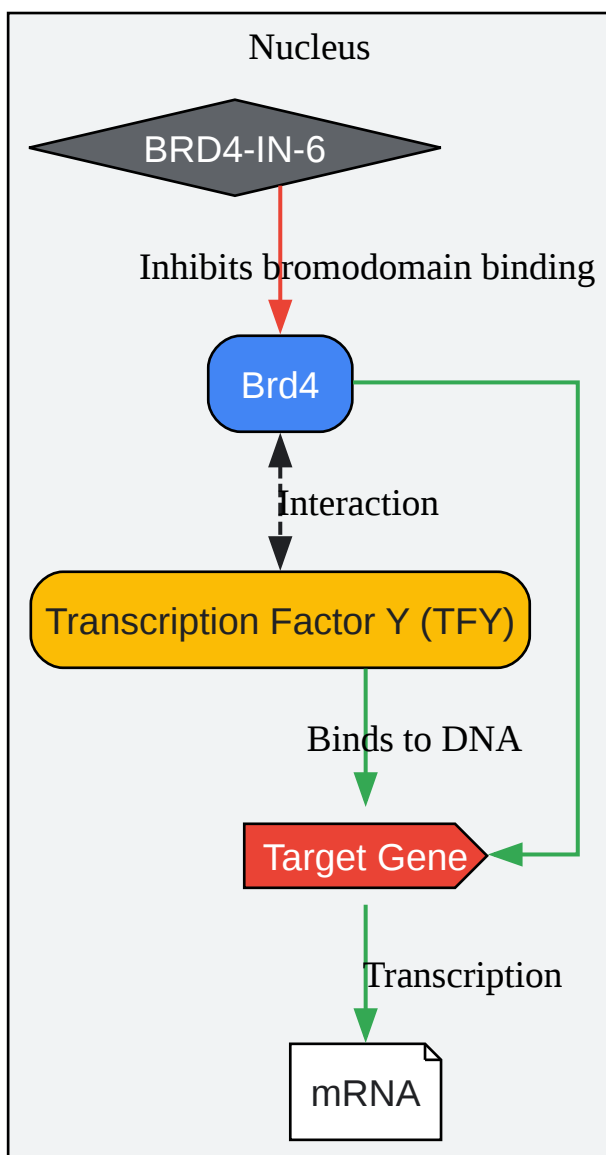 Nucleus
BRD4-IN-6
Inhibits bromodomain binding
Brd4
Interaction
Transcription Factor Y (TFY)
Binds to DNA
Target Gene
Transcription
mRNA